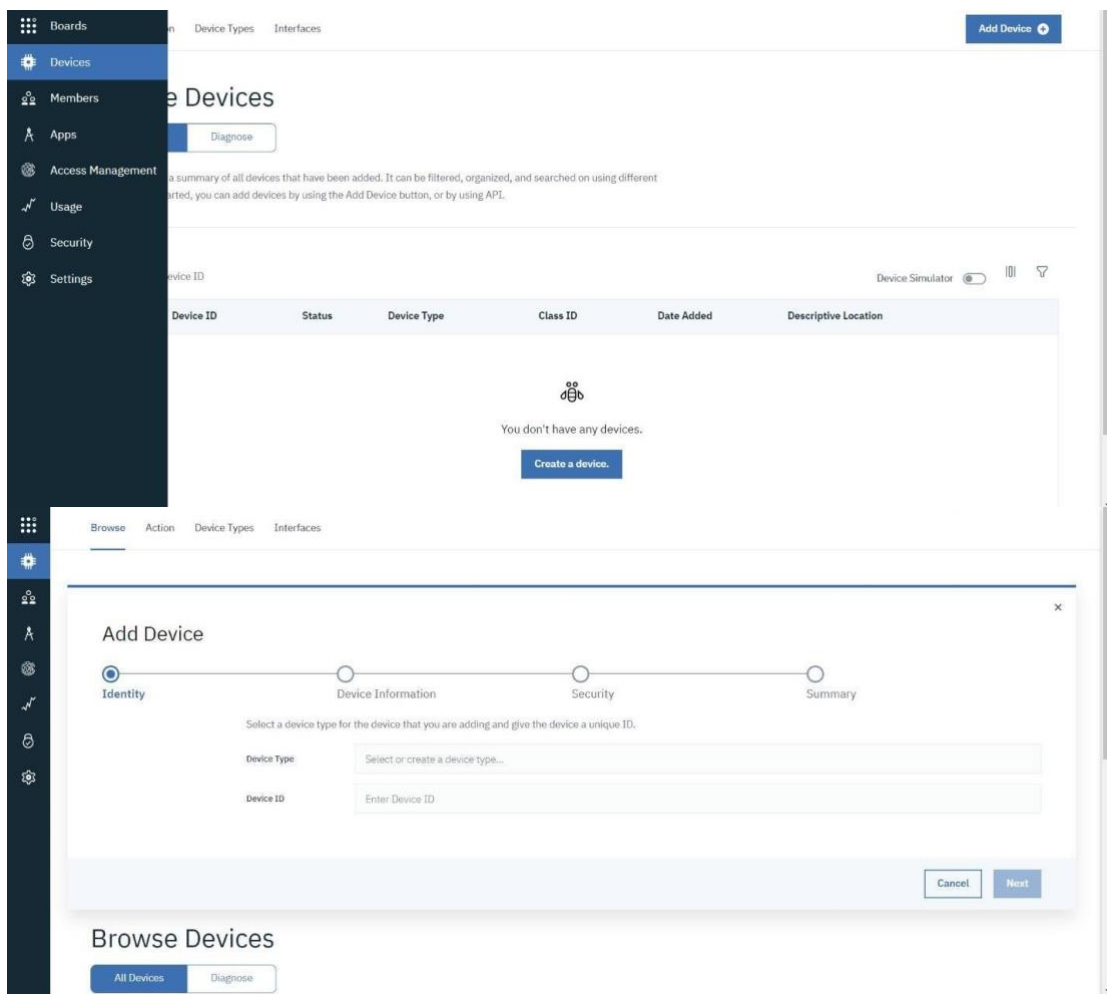 Boards
n Device Types Interfaces
Add Device
Devices
Members
e Devices
Apps
Diagnose
Access Management
a summary of all devices that have been added. It can be filtered, organized, and searched on using different
arted, you can add devices by using the Add Device button, or by using API.
Usage
Security
Settings
evice ID
Device Simulator
Device ID Status Device Type Class ID Date Added Descriptive Location
You don't have any devices.
Create a device.
Browse Action Device Types Interfaces
Add Device
Identity Device Information Security Summary
Select a device type for the device that you are adding and give the device a unique ID.
Device Type Select or create a device type...
Device ID Enter Device ID
Cancel Next
Browse Devices
All Devices Diagnose